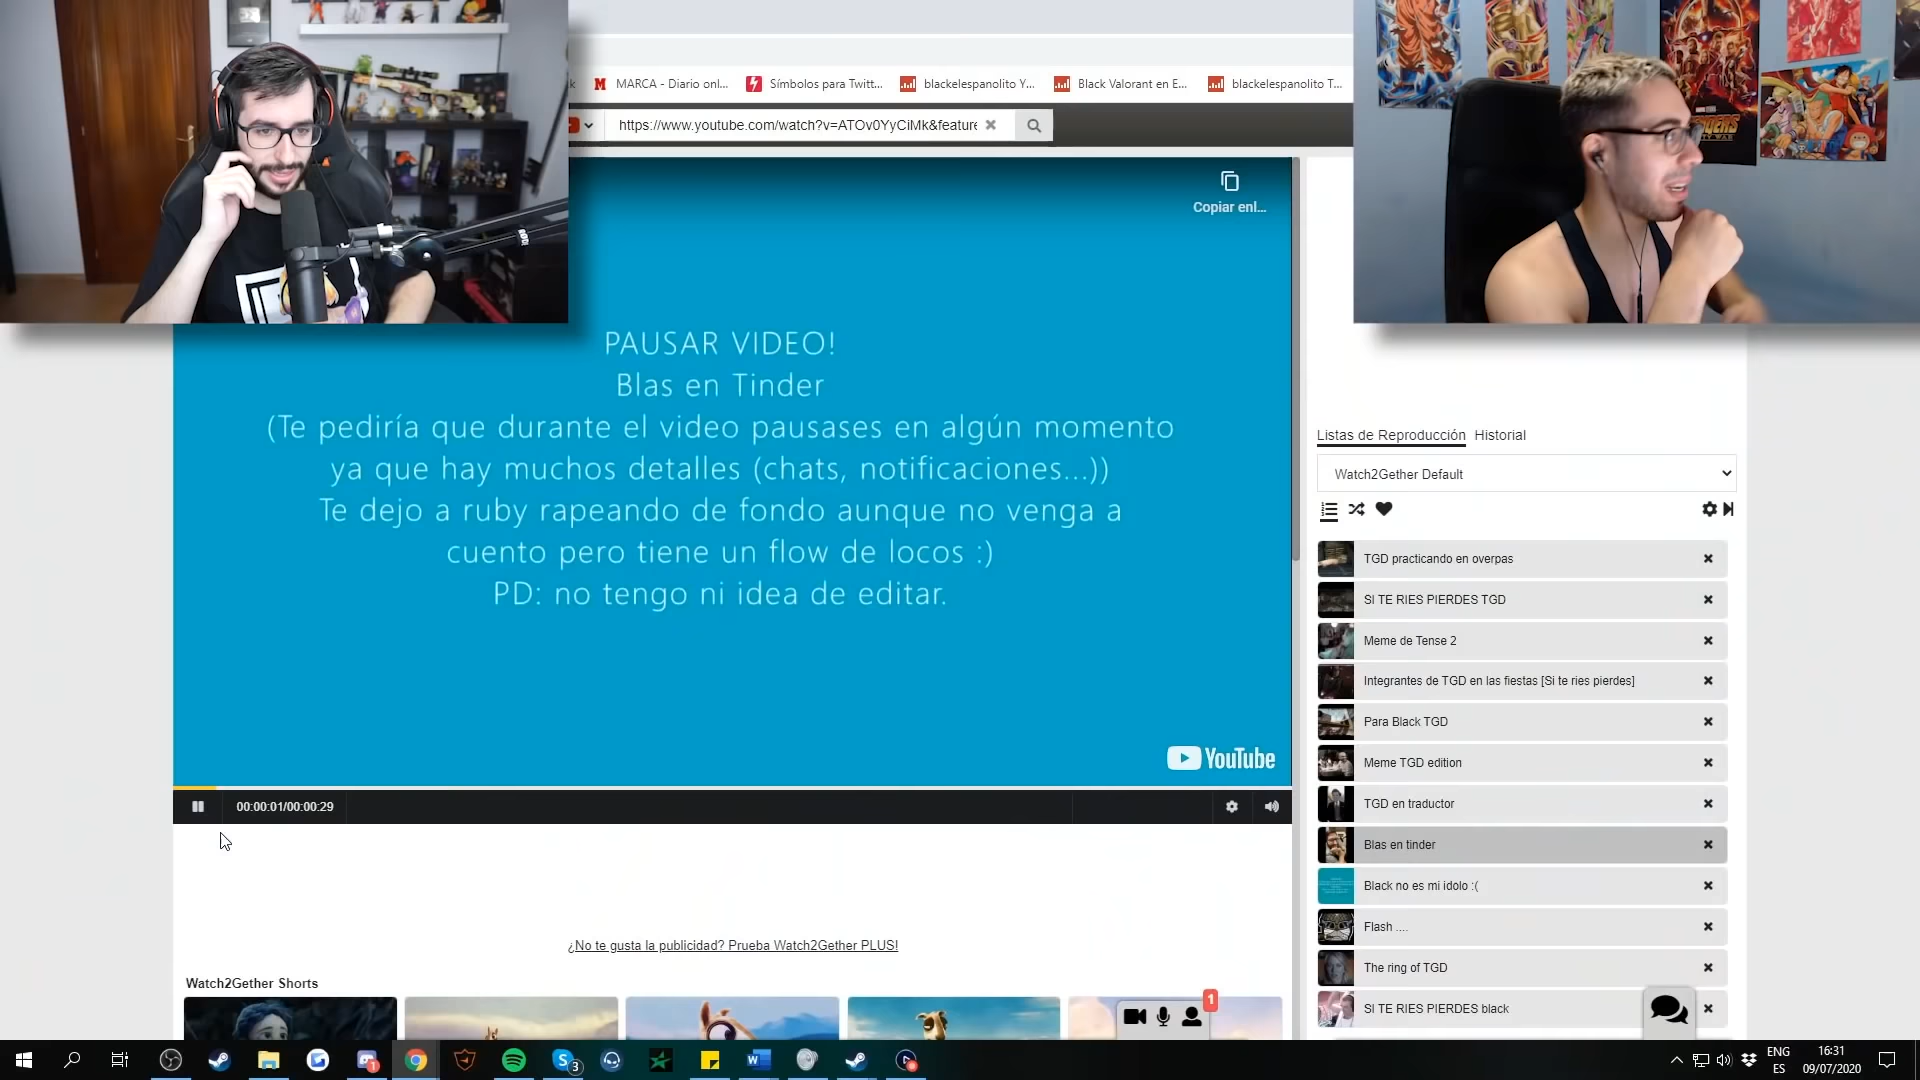 MARCA - Diario onl...
Símbolos para Twitt...
blackelespanolito Y...
Black Valorant en E...
blackelespanolito T...
https://www.youtube.com/watch?v=ATOv0YyCiMk&feature
Copiar enl...
PAUSAR VIDEO!
Blas en Tinder
(Te pediría que durante el video pausases en algún momento
ya que hay muchos detalles (chats, notificaciones...))
Te dejo a ruby rapeando de fondo aunque no venga a
cuento pero tiene un flow de locos :)
PD: no tengo ni idea de editar.
YouTube
00:00:01/00:00:29
¿No te gusta la publicidad? Prueba Watch2Gether PLUS!
Watch2Gether Shorts
Listas de Reproducción
Historial
Watch2Gether Default
TGD practicando en overpas
SI TE RIES PIERDES TGD
Meme de Tense 2
Integrantes de TGD en las fiestas [Si te ries pierdes]
Para Black TGD
Meme TGD edition
TGD en traductor
Blas en tinder
Black no es mi idolo :(
Flash ....
The ring of TGD
SI TE RIES PIERDES black
1
1
3
ENG
ES
16:31
09/07/2020